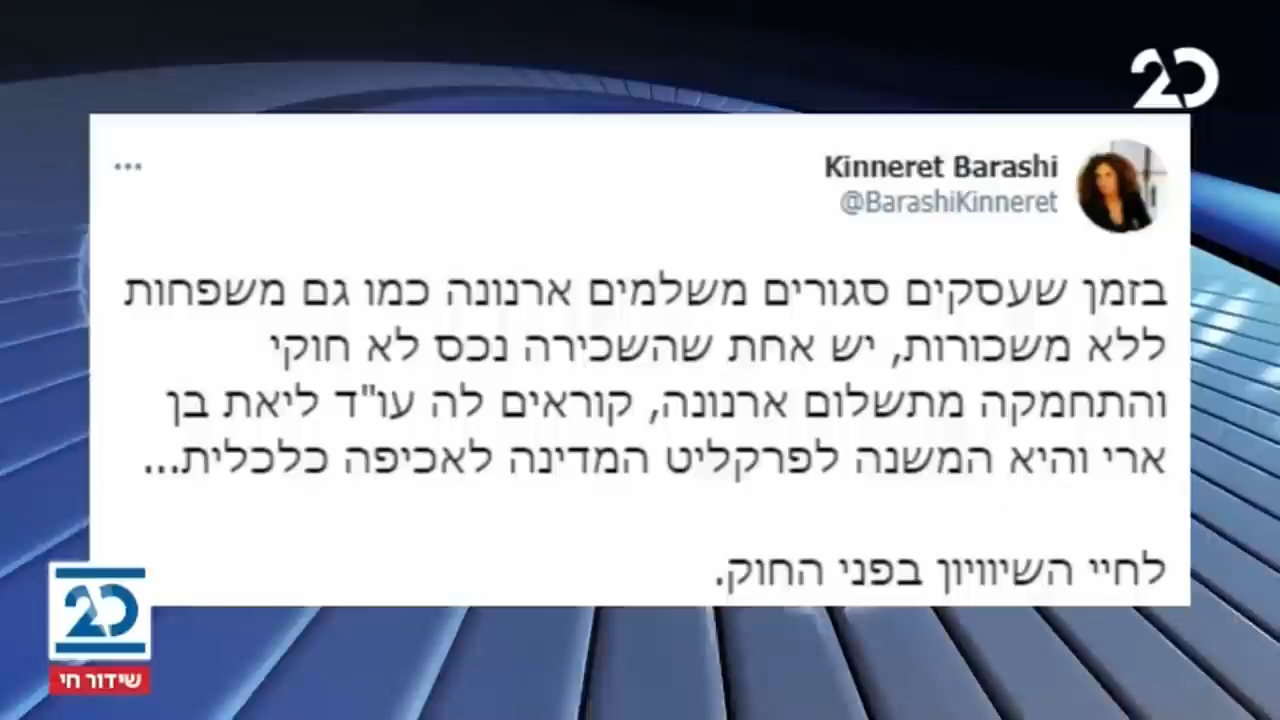 20
Kinneret Barashi
@BarashiKinneret
בזמן שעסקים סגורים משלמים ארנונה כמו גם משפחות
ללא משכורות, יש אחת שהשכירה נכס לא חוקי
והתחמקה מתשלום ארנונה, קוראים לה עו"ד ליאת בן
ארי והיא המשנה לפרקליט המדינה לאכיפה כלכלית...
לחיי השיוויון בפני החוק.
20
שידור חי